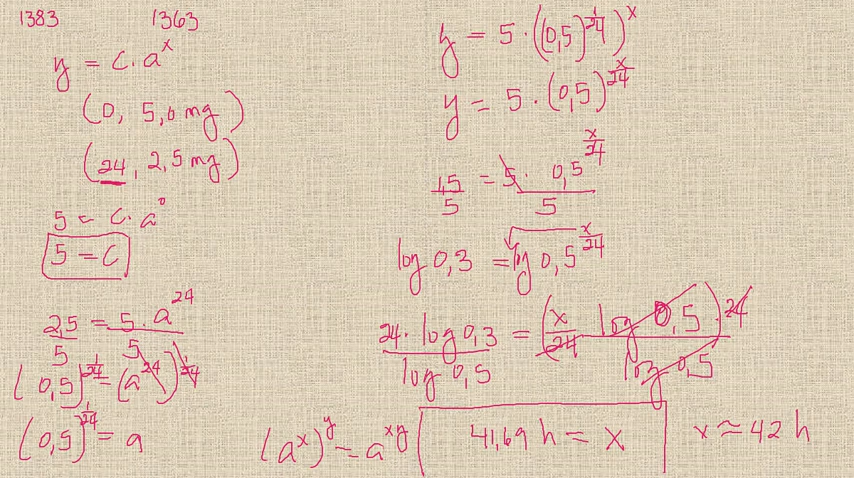 1383 1363
y = c · a^x
(0, 5,0 mg)
(24, 2,5 mg)
5 = c · a^0
5 = c
2,5/5 = 5 · a^24/5
(0,5)^(1/24) = (a^24)^(1/24)
(0,5)^(1/24) = a
(a^x)^y = a^xy
y = 5 · ((0,5)^(1/24))^x
y = 5 · (0,5)^(x/24)
1,5/5 = 5 · 0,5^(x/24)/5
log 0,3 = log 0,5^(x/24)
24 · log 0,3/log 0,5 = (x/24 log 0,5) · 24/log 0,5
41,69 h = x
x ≈ 42 h